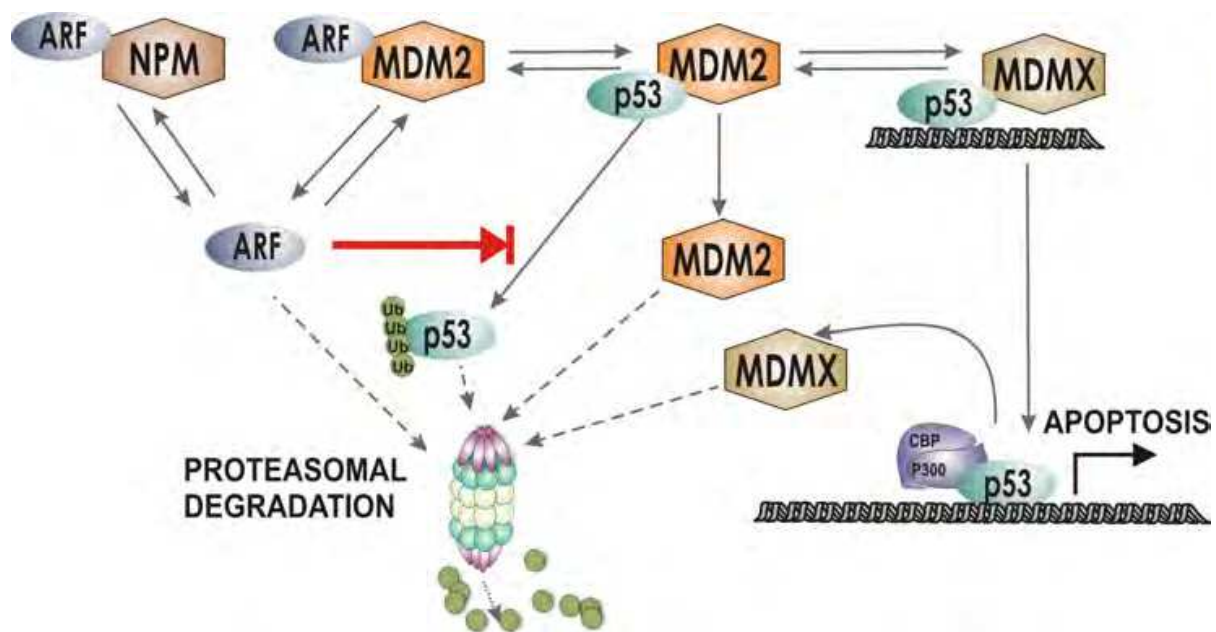 ARF
NPM
ARF
MDM2
MDM2
p53
MDMX
p53
ARF
MDM2
Ub
Ub
Ub
Ub
p53
MDMX
PROTEASOMAL
DEGRADATION
APOPTOSIS
CBP
P300
p53